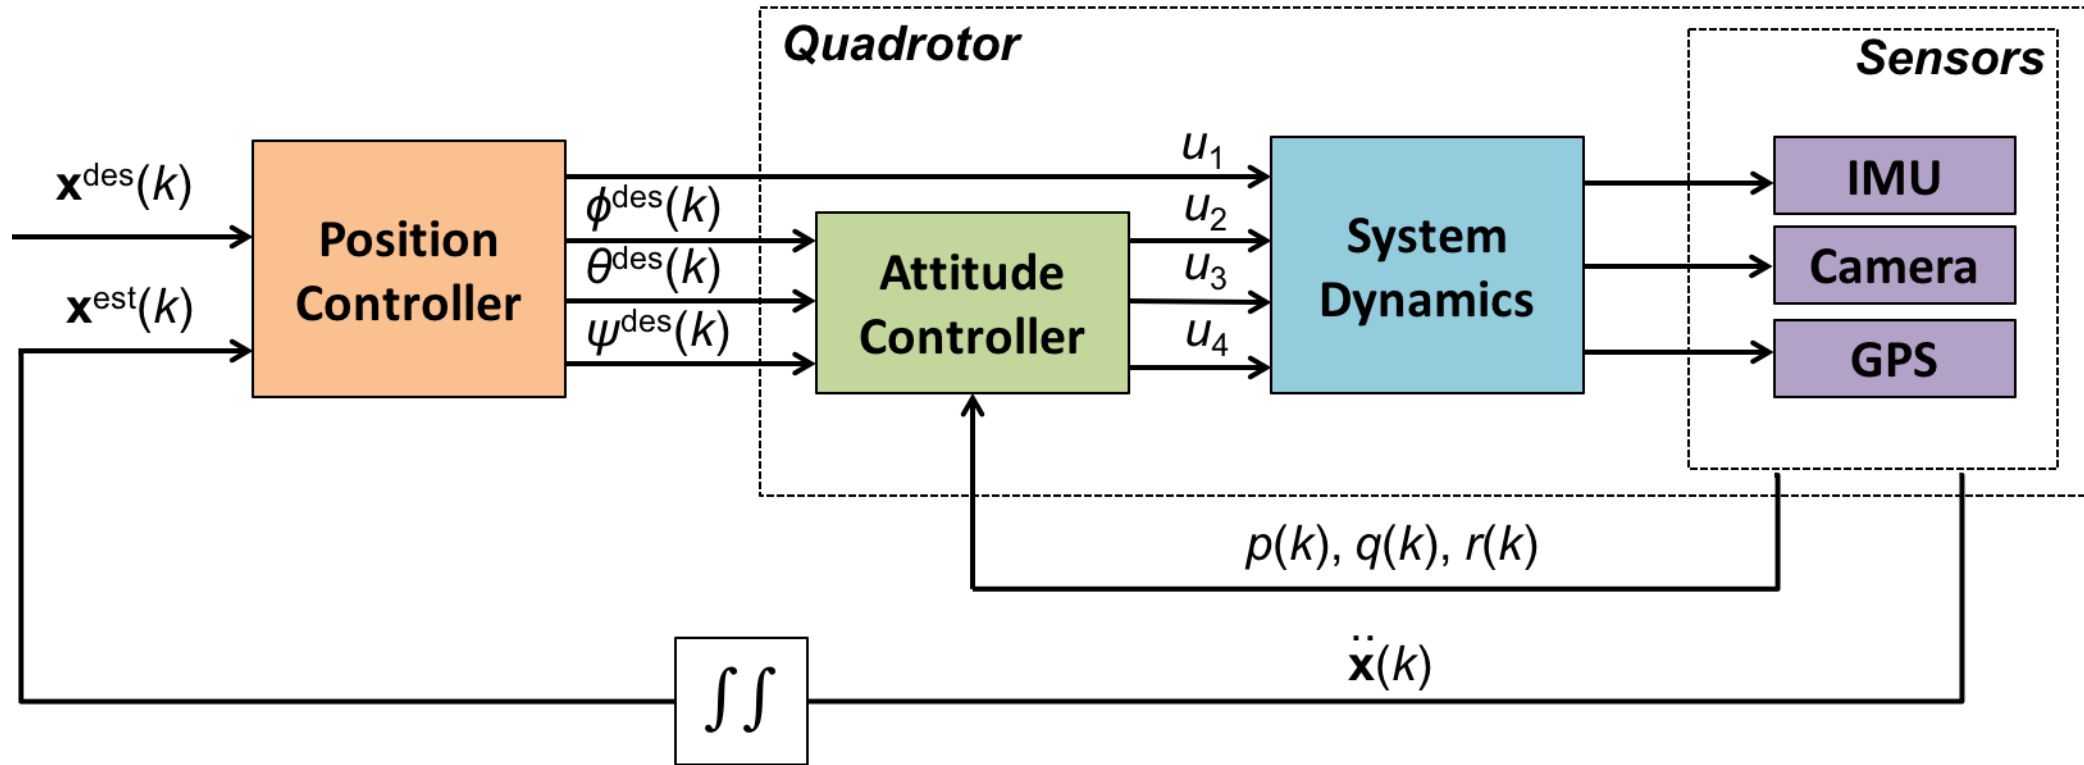 Quadrotor
Sensors
𝐱^des(k)
𝐱^est(k)
Position
Controller
ϕ^des(k)
θ^des(k)
ψ^des(k)
Attitude
Controller
u₁
u₂
u₃
u₄
System
Dynamics
IMU
Camera
GPS
p(k), q(k), r(k)
𝐱̈(k)
∫∫